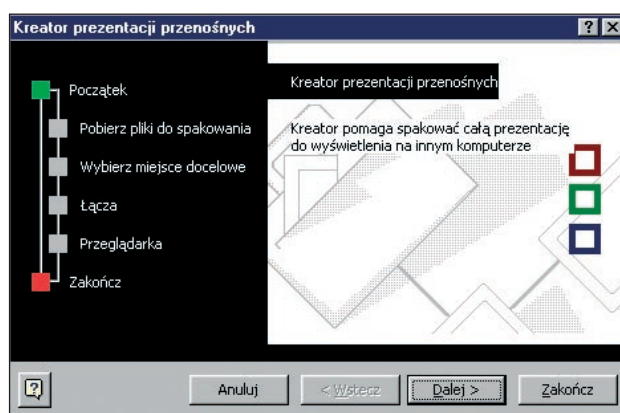 Kreator prezentacji przenośnych
Początek
Pobierz pliki do spakowania
Wybierz miejsce docelowe
Łącza
Przeglądarka
Zakończ
Kreator prezentacji przenośnych
Kreator pomaga spakować całą prezentację
do wyświetlenia na innym komputerze
Anuluj
< Wstecz
Dalej >
Zakończ